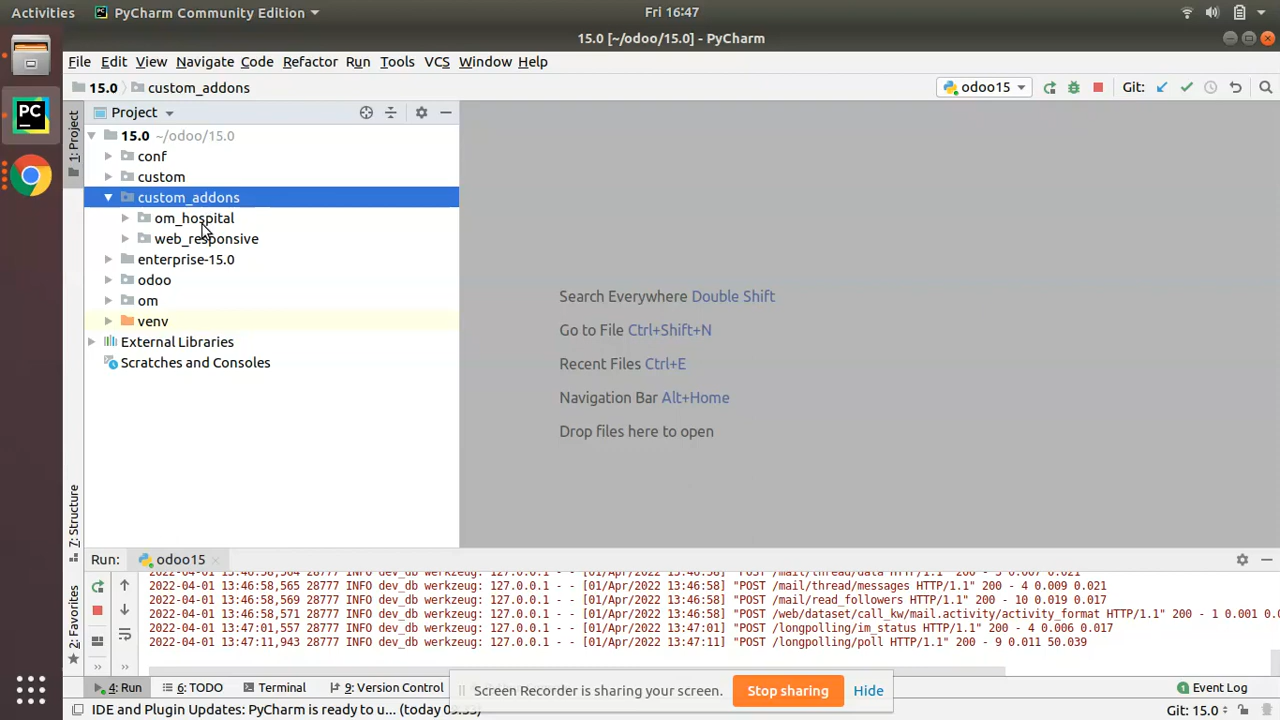 Activities PyCharm Community Edition Fri 16:47
15.0 [~/odoo/15.0] - PyCharm
File Edit View Navigate Code Refactor Run Tools VCS Window Help
15.0 custom_addons odoo15 Git:
Project
15.0 ~/odoo/15.0
conf
custom
custom_addons
om_hospital
web_responsive
enterprise-15.0
odoo
om
venv
External Libraries
Scratches and Consoles
1: Project
7: Structure
2: Favorites
PC
Search Everywhere Double Shift
Go to File Ctrl+Shift+N
Recent Files Ctrl+E
Navigation Bar Alt+Home
Drop files here to open
Run: odoo15
2022-04-01 13:46:58,565 28777 INFO dev_db werkzeug: 127.0.0.1 - - [01/Apr/2022 13:46:58] "POST /mail/thread/messages HTTP/1.1" 200 - 4 0.009 0.021
2022-04-01 13:46:58,569 28777 INFO dev_db werkzeug: 127.0.0.1 - - [01/Apr/2022 13:46:58] "POST /mail/read_followers HTTP/1.1" 200 - 10 0.019 0.017
2022-04-01 13:46:58,571 28777 INFO dev_db werkzeug: 127.0.0.1 - - [01/Apr/2022 13:46:58] "POST /web/dataset/call_kw/mail.activity/activity_format HTTP/1.1" 200 - 1 0.001 0.0
2022-04-01 13:47:01,557 28777 INFO dev_db werkzeug: 127.0.0.1 - - [01/Apr/2022 13:47:01] "POST /longpolling/im_status HTTP/1.1" 200 - 4 0.006 0.017
2022-04-01 13:47:11,943 28777 INFO dev_db werkzeug: 127.0.0.1 - - [01/Apr/2022 13:47:11] "POST /longpolling/poll HTTP/1.1" 200 - 9 0.011 50.039
4: Run 6: TODO Terminal 9: Version Control Event Log
Screen Recorder is sharing your screen. Stop sharing Hide
IDE and Plugin Updates: PyCharm is ready to u... (today Git: 15.0